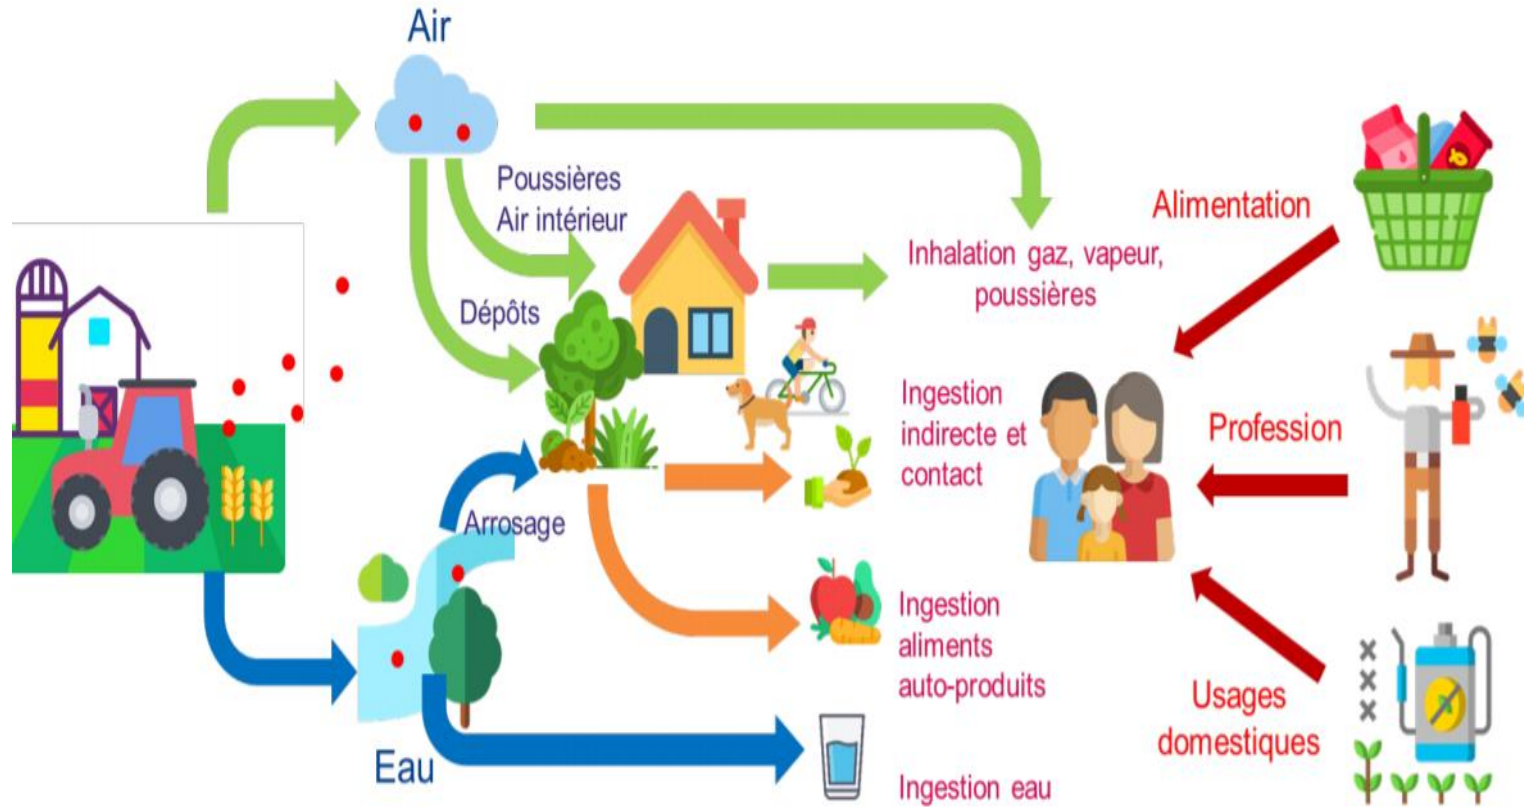 Air
Poussières
Air intérieur
Dépôts
Arrosage
Eau
Inhalation gaz, vapeur,
poussières
Ingestion
indirecte et
contact
Ingestion
aliments
auto-produits
Ingestion eau
Alimentation
Profession
Usages
domestiques